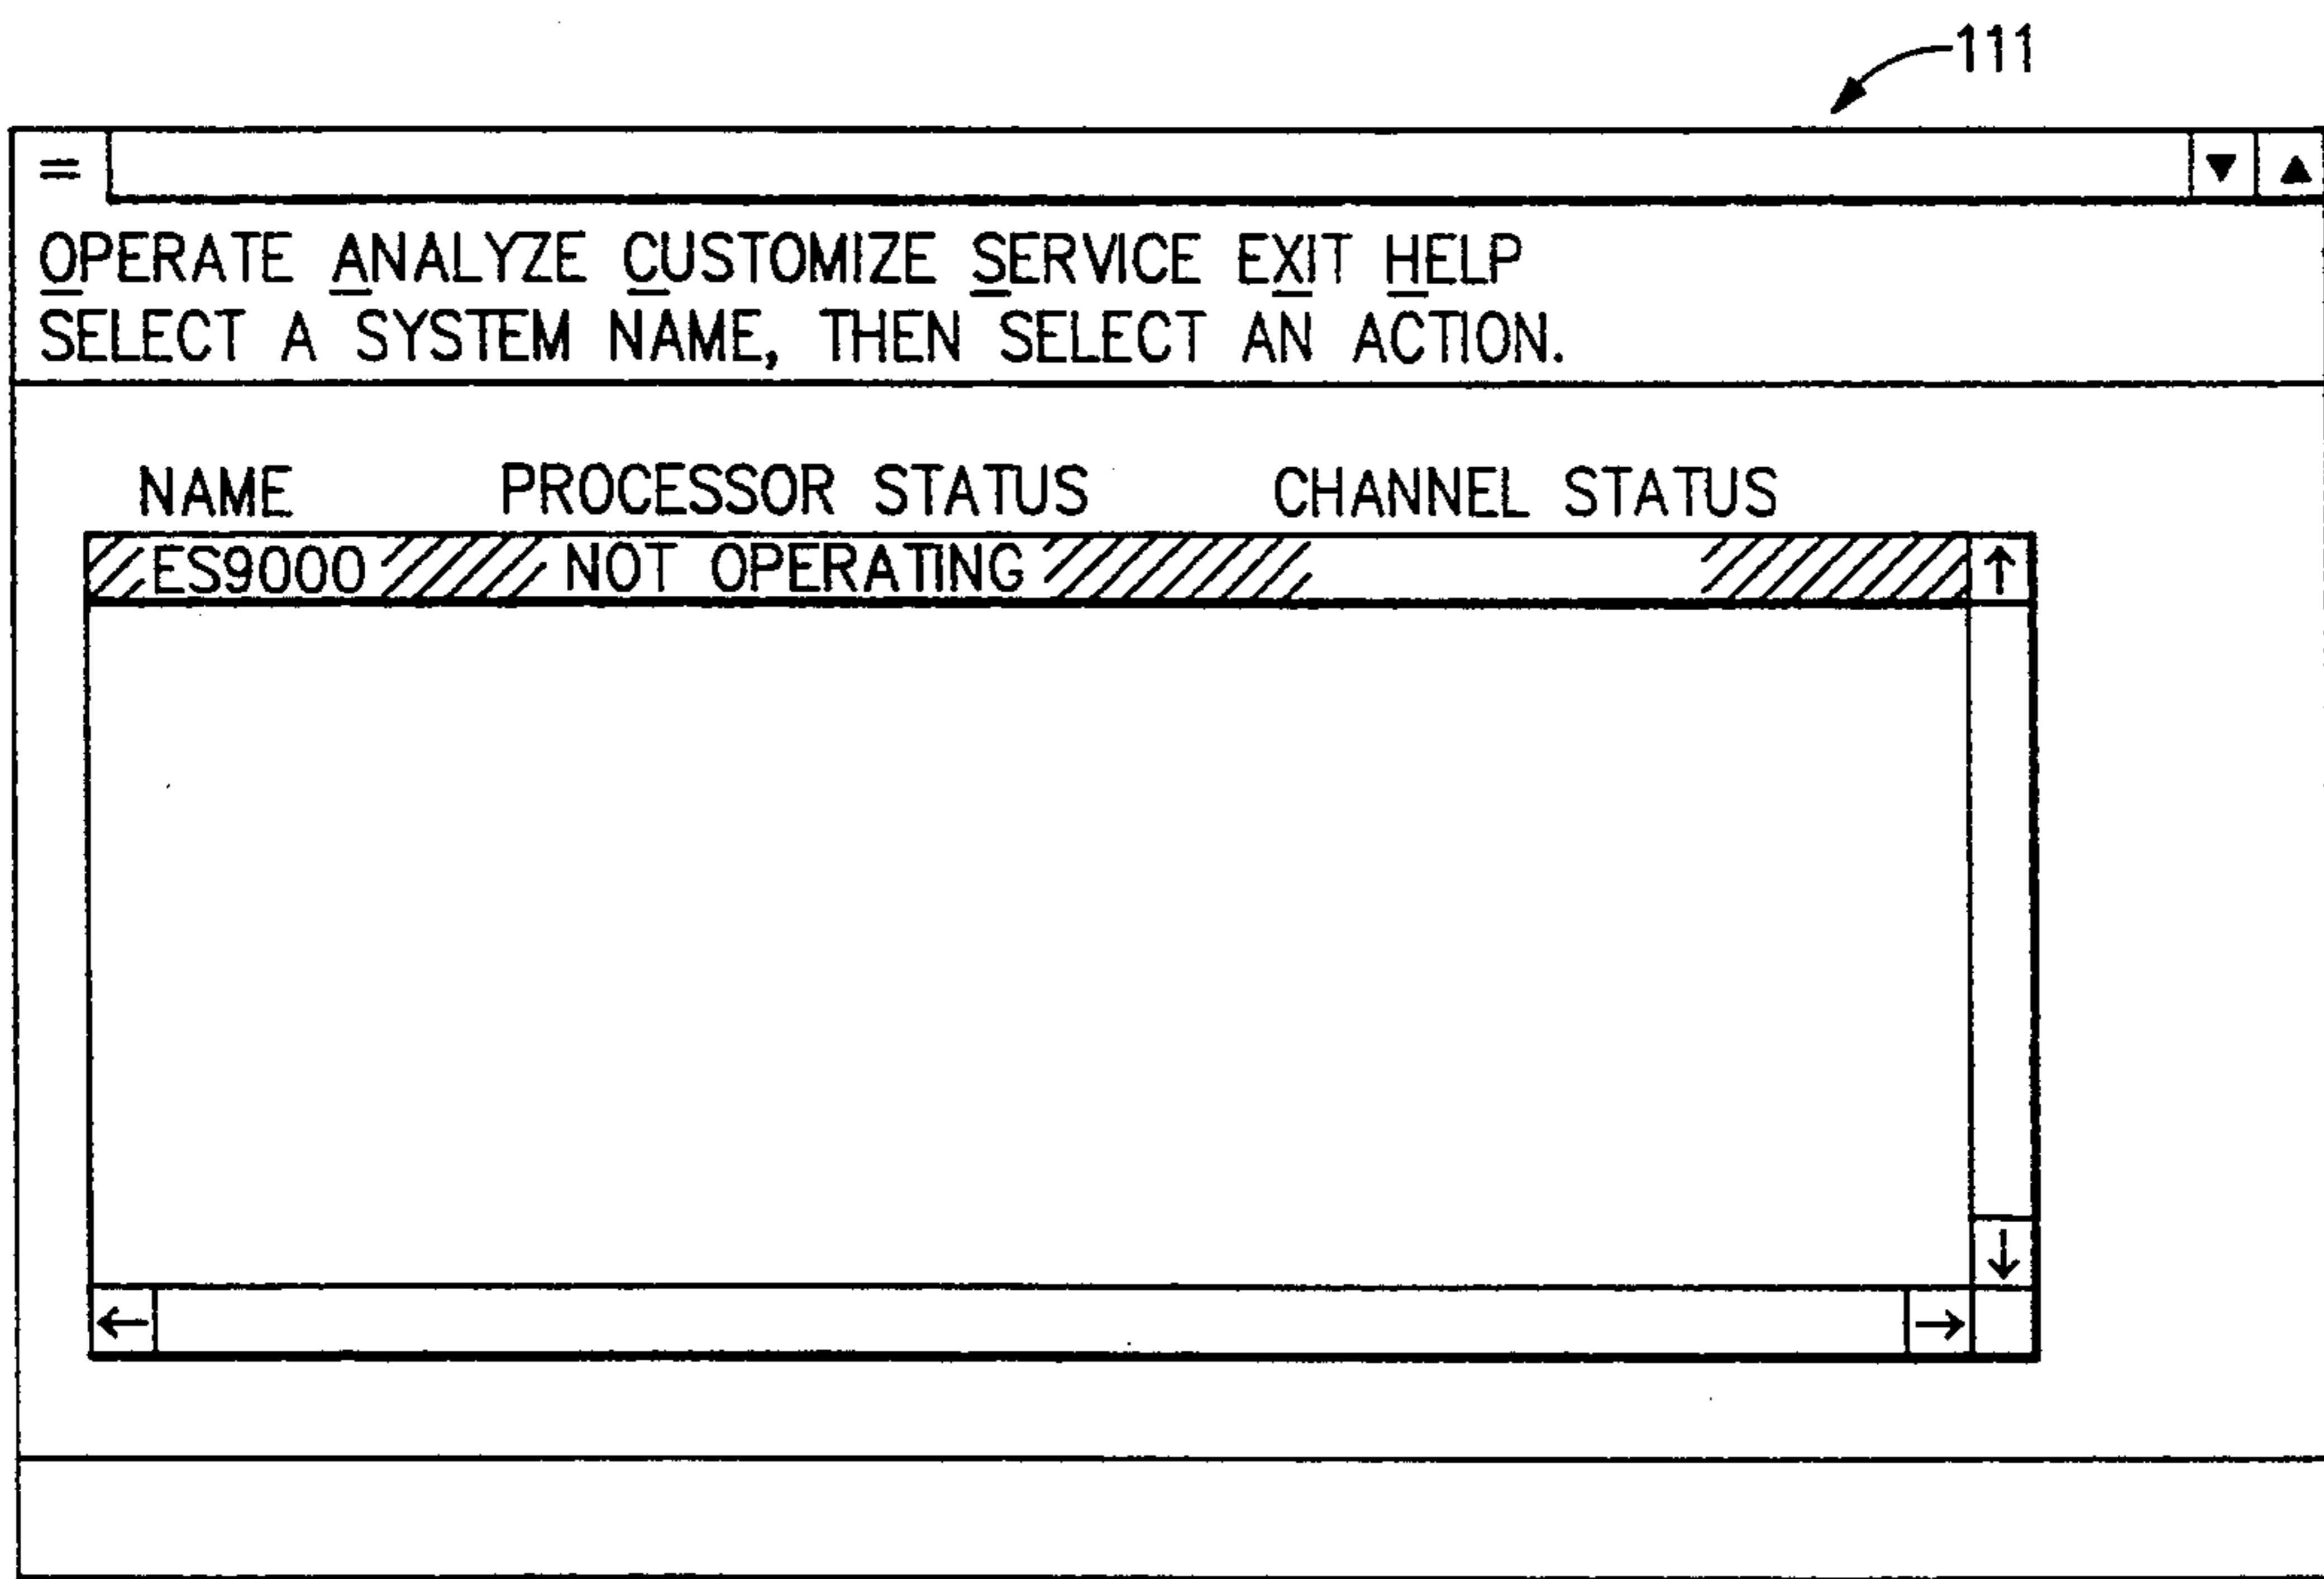 111
OPERATE ANALYZE CUSTOMIZE SERVICE EXIT HELP
SELECT A SYSTEM NAME, THEN SELECT AN ACTION.
NAME PROCESSOR STATUS CHANNEL STATUS
ES9000 NOT OPERATING